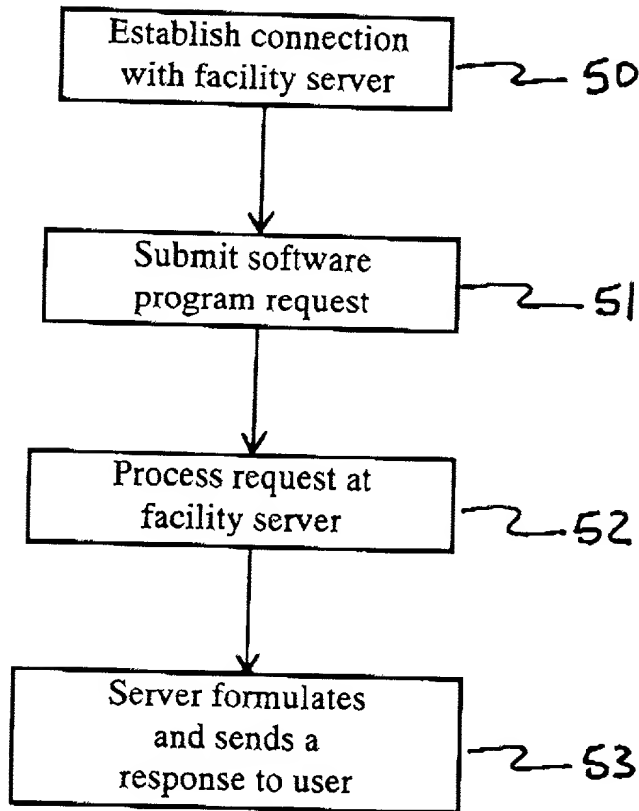 Establish connection
with facility server
50
Submit software
program request
51
Process request at
facility server
52
Server formulates
and sends a
response to user
53